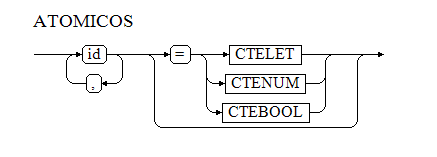 ATOMICOS
id = CTELET
, CTENUM
CTEBOOL